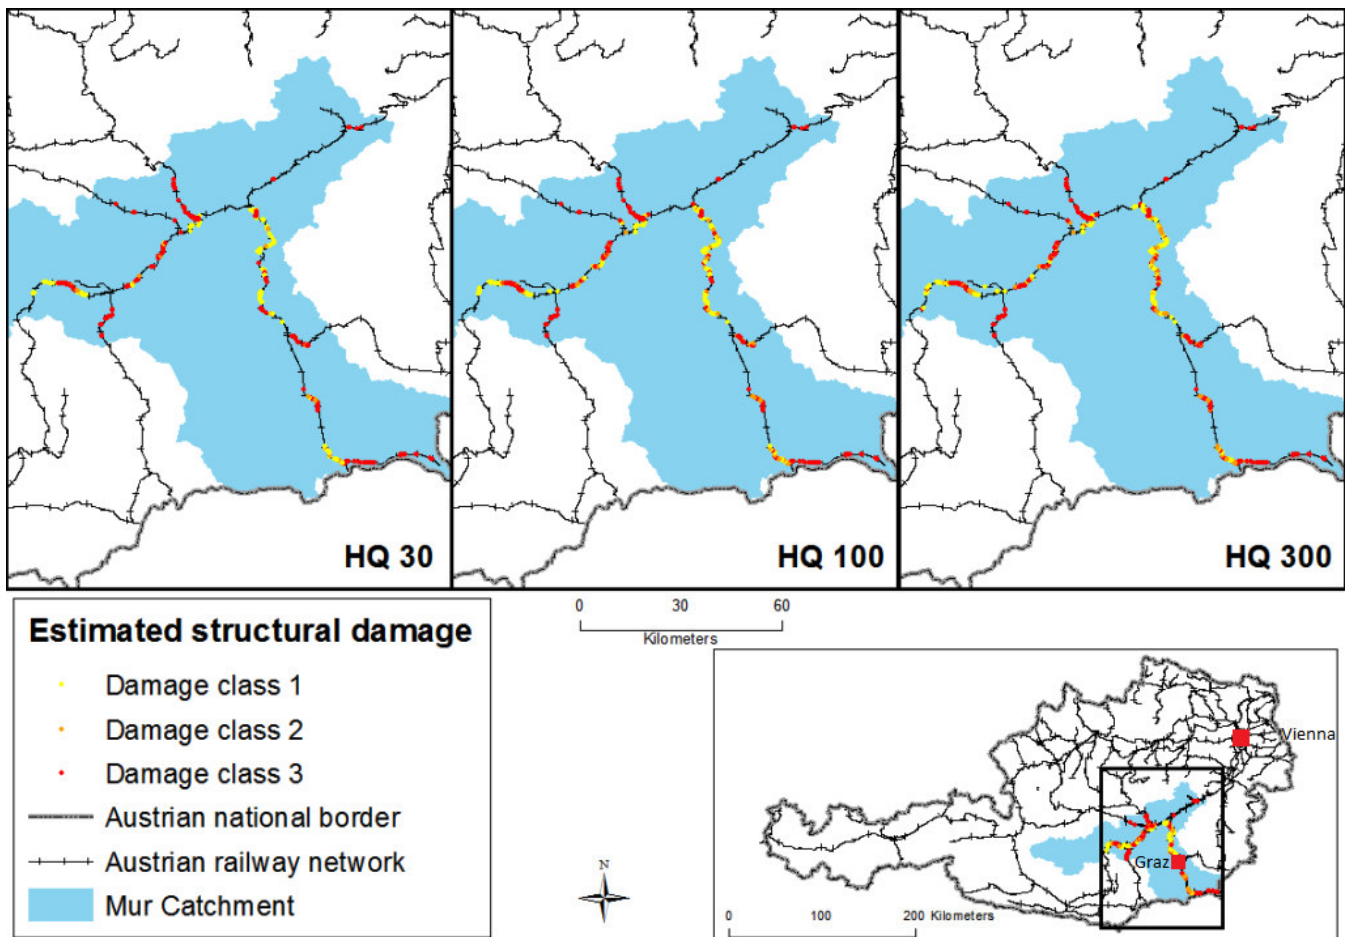 HQ 30
HQ 100
HQ 300
0 30 60
Kilometers
Estimated structural damage
Damage class 1
Damage class 2
Damage class 3
Austrian national border
Austrian railway network
Mur Catchment
N
Vienna
Graz
0 100 200 Kilometers